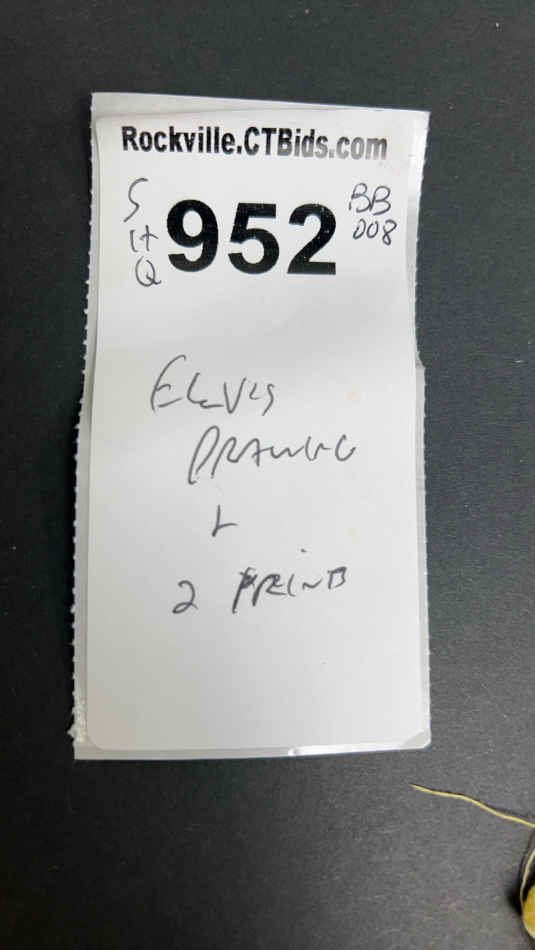 Rockville.CTBids.com
S
H
Q
952
BB
008
ELVIS
DRAWING
+
2 PRINTS